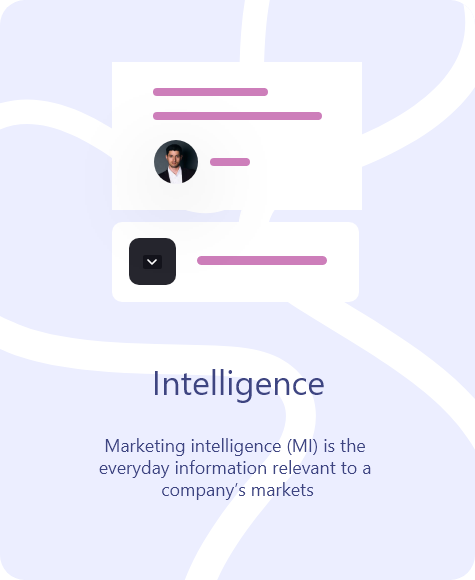 Intelligence
Marketing intelligence (MI) is the
everyday information relevant to a
company's markets